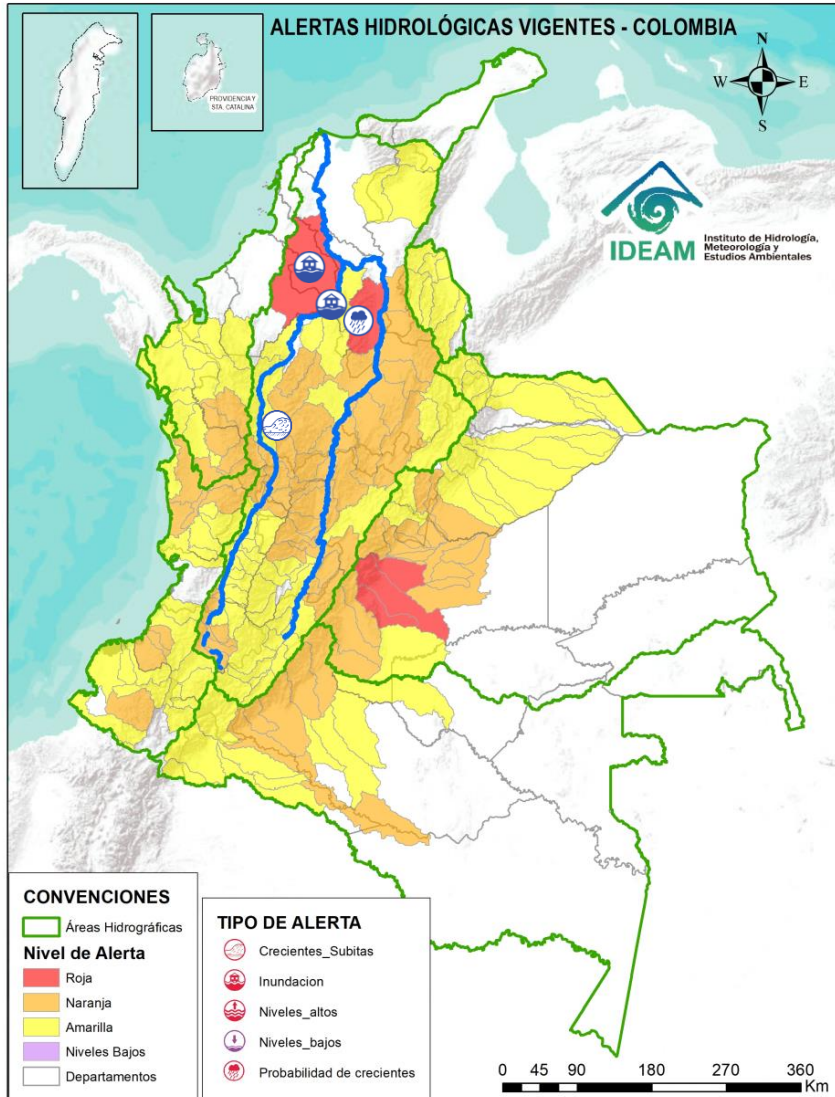 ALERTAS HIDROLÓGICAS VIGENTES - COLOMBIA
PROVIDENCIA Y
STA. CATALINA
N
W
E
S
IDEAM
Instituto de Hidrología,
Meteorología y
Estudios Ambientales
CONVENCIONES
Áreas Hidrográficas
Nivel de Alerta
Roja
Naranja
Amarilla
Niveles Bajos
Departamentos
TIPO DE ALERTA
Crecientes_Subitas
Inundacion
Niveles_altos
Niveles_bajos
Probabilidad de crecientes
0 45 90 180 270 360
Km